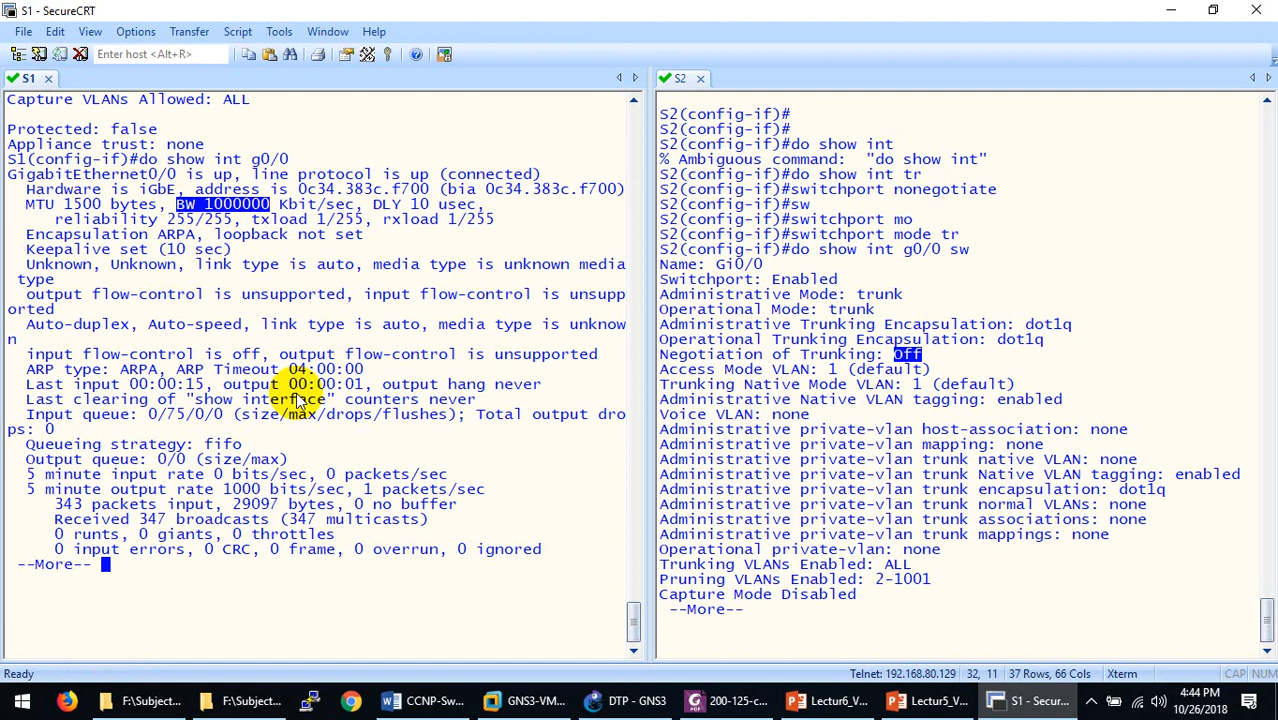 S1 - SecureCRT
File Edit View Options Transfer Script Tools Window Help
Enter host <Alt+R>
S1
Capture VLANs Allowed: ALL
Protected: false
Appliance trust: none
S1(config-if)#do show int g0/0
GigabitEthernet0/0 is up, line protocol is up (connected)
Hardware is iGbE, address is 0c34.383c.f700 (bia 0c34.383c.f700)
MTU 1500 bytes, BW 1000000 Kbit/sec, DLY 10 usec,
reliability 255/255, txload 1/255, rxload 1/255
Encapsulation ARPA, loopback not set
Keepalive set (10 sec)
Unknown, Unknown, link type is auto, media type is unknown media
type
output flow-control is unsupported, input flow-control is unsupp
orted
Auto-duplex, Auto-speed, link type is auto, media type is unknow
n
input flow-control is off, output flow-control is unsupported
ARP type: ARPA, ARP Timeout 04:00:00
Last input 00:00:15, output 00:00:01, output hang never
Last clearing of "show interface" counters never
Input queue: 0/75/0/0 (size/max/drops/flushes); Total output dro
ps: 0
Queueing strategy: fifo
Output queue: 0/0 (size/max)
5 minute input rate 0 bits/sec, 0 packets/sec
5 minute output rate 1000 bits/sec, 1 packets/sec
343 packets input, 29097 bytes, 0 no buffer
Received 347 broadcasts (347 multicasts)
0 runts, 0 giants, 0 throttles
0 input errors, 0 CRC, 0 frame, 0 overrun, 0 ignored
--More--
S2
S2(config-if)#
S2(config-if)#
S2(config-if)#do show int
% Ambiguous command:  "do show int"
S2(config-if)#do show int tr
S2(config-if)#switchport nonegotiate
S2(config-if)#sw
S2(config-if)#switchport mo
S2(config-if)#switchport mode tr
S2(config-if)#do show int g0/0 sw
Name: Gi0/0
Switchport: Enabled
Administrative Mode: trunk
Operational Mode: trunk
Administrative Trunking Encapsulation: dot1q
Operational Trunking Encapsulation: dot1q
Negotiation of Trunking: Off
Access Mode VLAN: 1 (default)
Trunking Native Mode VLAN: 1 (default)
Administrative Native VLAN tagging: enabled
Voice VLAN: none
Administrative private-vlan host-association: none
Administrative private-vlan mapping: none
Administrative private-vlan trunk native VLAN: none
Administrative private-vlan trunk Native VLAN tagging: enabled
Administrative private-vlan trunk encapsulation: dot1q
Administrative private-vlan trunk normal VLANs: none
Administrative private-vlan trunk associations: none
Administrative private-vlan trunk mappings: none
Operational private-vlan: none
Trunking VLANs Enabled: ALL
Pruning VLANs Enabled: 2-1001
Capture Mode Disabled
--More--
Ready Telnet: 192.168.80.129 32, 11 37 Rows, 66 Cols Xterm CAP NUM
F:\Subject... F:\Subject... CCNP-Sw... GNS3-VM... DTP - GNS3 200-125-c... Lectur6_V... Lectur5_V... S1 - Secur... 4:44 PM
10/26/2018